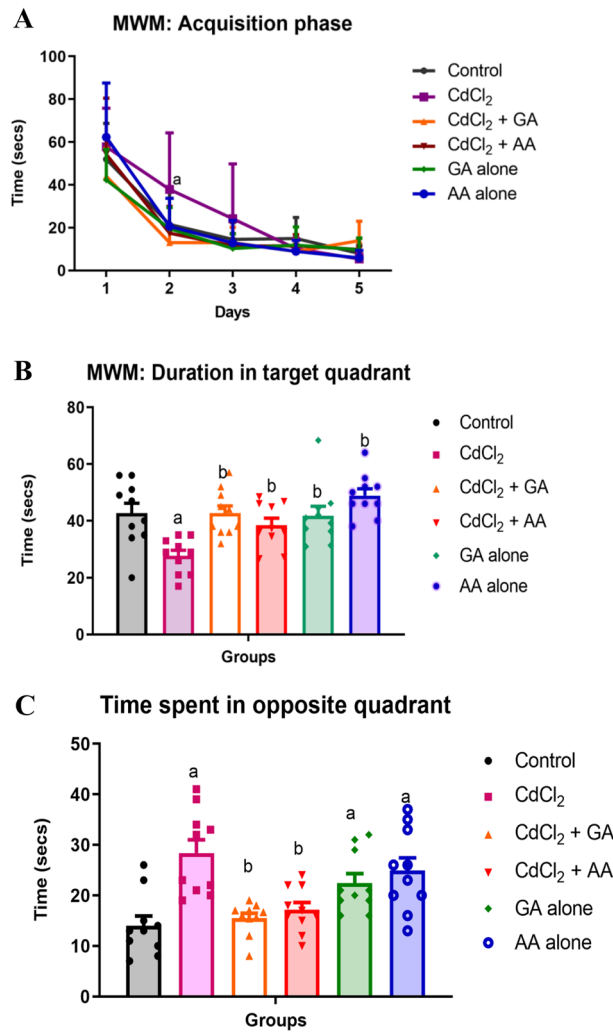 A
MWM: Acquisition phase
100
80
60
40
20
0
Time (secs)
a
1 2 3 4 5
Days
Control
CdCl₂
CdCl₂ + GA
CdCl₂ + AA
GA alone
AA alone
B
MWM: Duration in target quadrant
80
60
40
20
0
Time (secs)
a
b
b
b
b
Groups
Control
CdCl₂
CdCl₂ + GA
CdCl₂ + AA
GA alone
AA alone
C
Time spent in opposite quadrant
50
40
30
20
10
0
Time (secs)
a
b
b
a
a
Groups
Control
CdCl₂
CdCl₂ + GA
CdCl₂ + AA
GA alone
AA alone